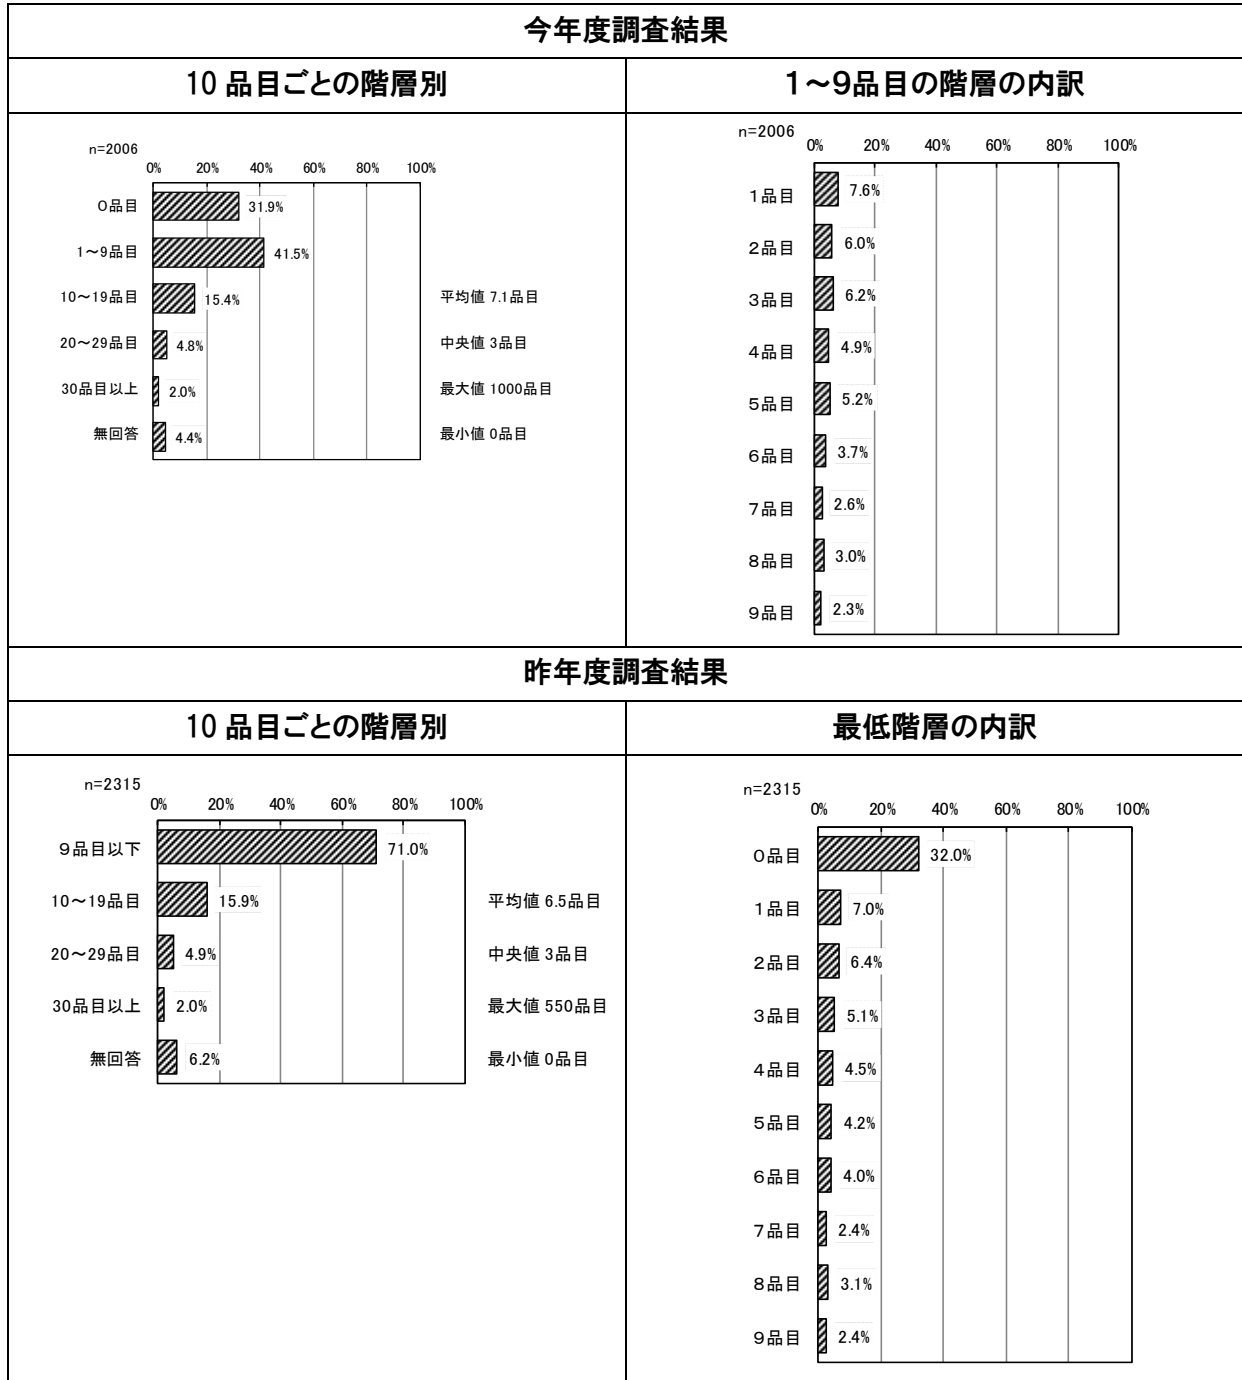 今年度調査結果
10 品目ごとの階層別
1~9品目の階層の内訳
n=2006
0% 20% 40% 60% 80% 100%
0品目 31.9%
1~9品目 41.5%
10~19品目 15.4% 平均値 7.1品目
20~29品目 4.8% 中央値 3品目
30品目以上 2.0% 最大値 1000品目
無回答 4.4% 最小値 0品目
n=2006
0% 20% 40% 60% 80% 100%
1品目 7.6%
2品目 6.0%
3品目 6.2%
4品目 4.9%
5品目 5.2%
6品目 3.7%
7品目 2.6%
8品目 3.0%
9品目 2.3%
昨年度調査結果
10 品目ごとの階層別
最低階層の内訳
n=2315
0% 20% 40% 60% 80% 100%
9品目以下 71.0%
10~19品目 15.9% 平均値 6.5品目
20~29品目 4.9% 中央値 3品目
30品目以上 2.0% 最大値 550品目
無回答 6.2% 最小値 0品目
n=2315
0% 20% 40% 60% 80% 100%
0品目 32.0%
1品目 7.0%
2品目 6.4%
3品目 5.1%
4品目 4.5%
5品目 4.2%
6品目 4.0%
7品目 2.4%
8品目 3.1%
9品目 2.4%